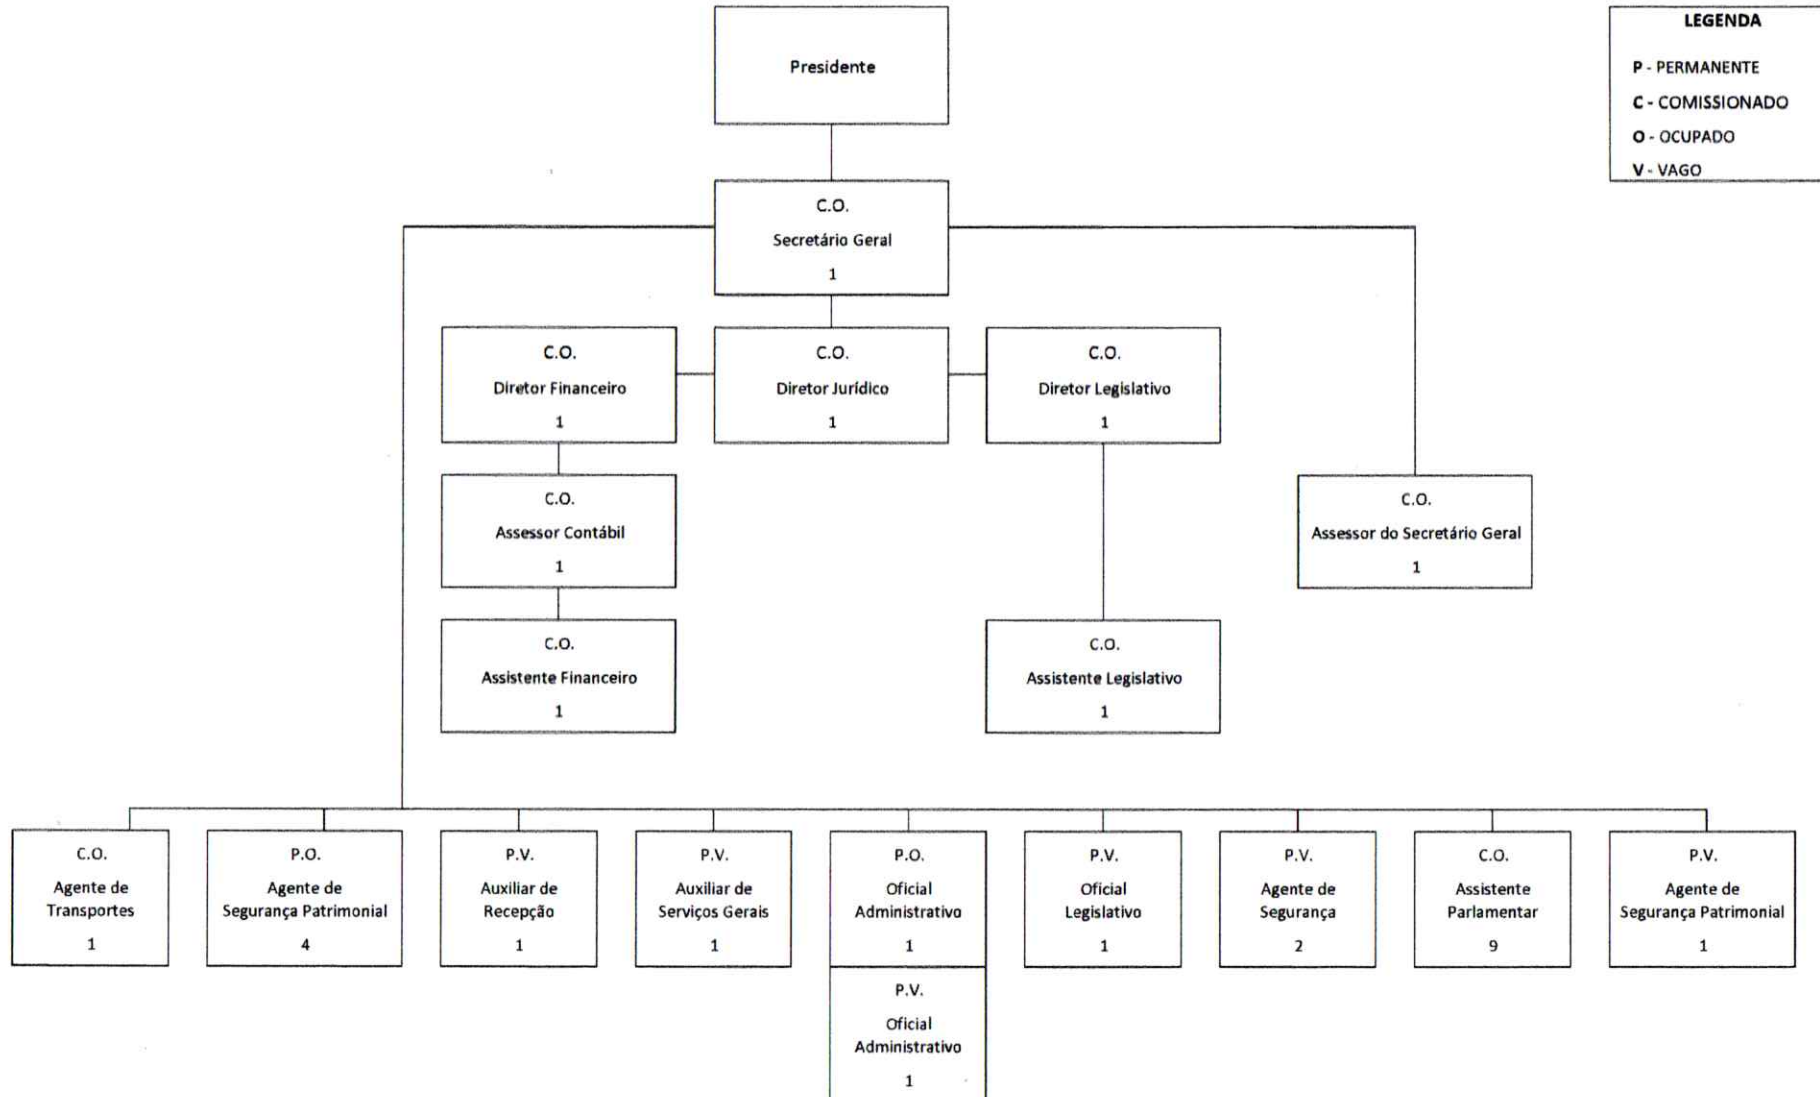 Presidente
LEGENDA
P - PERMANENTE
C - COMISSIONADO
O - OCUPADO
V - VAGO
C.O.
Secretário Geral
1
C.O.
Diretor Financeiro
1
C.O.
Diretor Jurídico
1
C.O.
Diretor Legislativo
1
C.O.
Assessor Contábil
1
C.O.
Assessor do Secretário Geral
1
C.O.
Assistente Financeiro
1
C.O.
Assistente Legislativo
1
C.O.
Agente de
Transportes
1
P.O.
Agente de
Segurança Patrimonial
4
P.V.
Auxiliar de
Recepção
1
P.V.
Auxiliar de
Serviços Gerais
1
P.O.
Oficial
Administrativo
1
P.V.
Oficial
Administrativo
1
P.V.
Oficial
Legislativo
1
P.V.
Agente de
Segurança
2
C.O.
Assistente
Parlamentar
9
P.V.
Agente de
Segurança Patrimonial
1